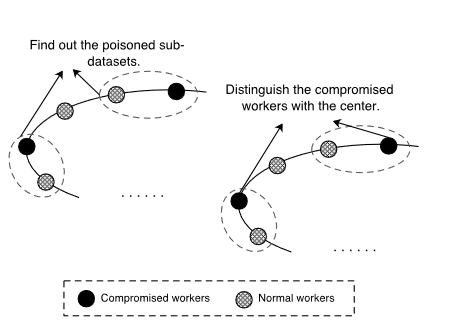 Find out the poisoned sub-
datasets.
Distinguish the compromised
workers with the center.
......
......
Compromised workers
Normal workers